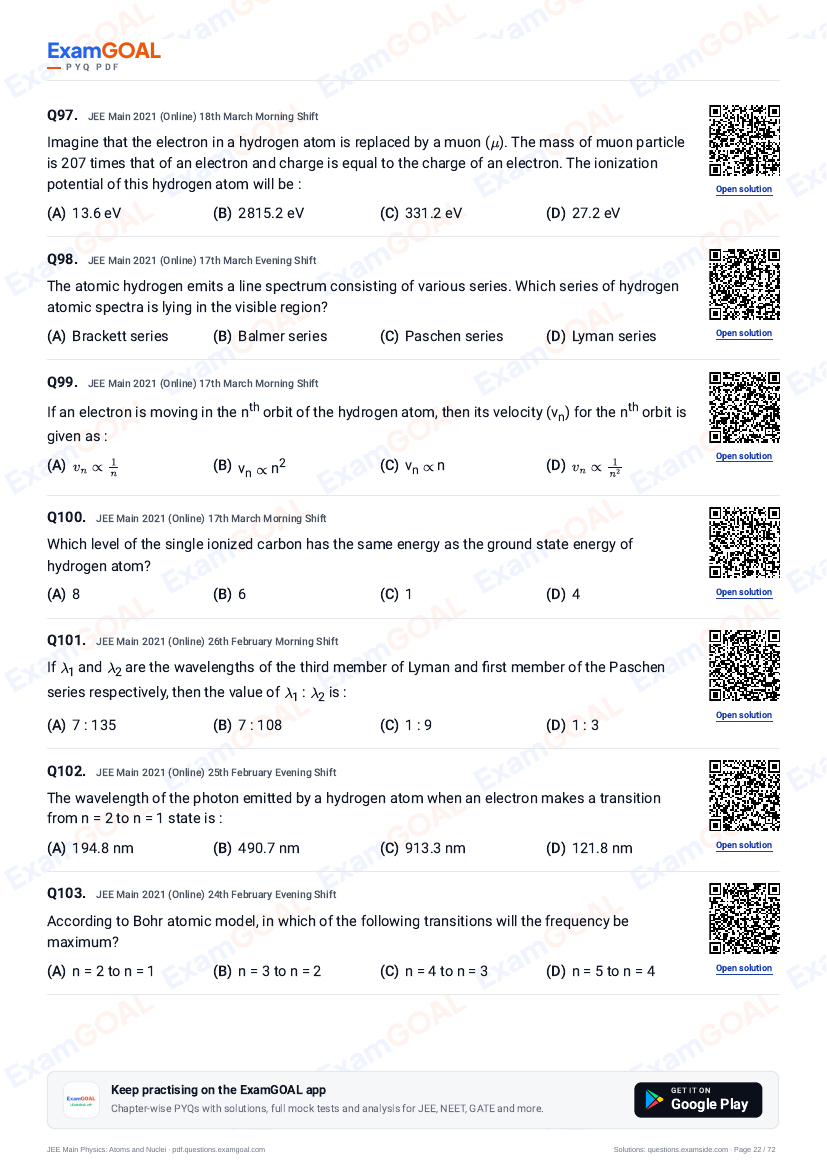 ExamGOAL
PYQ PDF
Q97. JEE Main 2021 (Online) 18th March Morning Shift
Imagine that the electron in a hydrogen atom is replaced by a muon (μ). The mass of muon particle
is 207 times that of an electron and charge is equal to the charge of an electron. The ionization
potential of this hydrogen atom will be :
(A) 13.6 eV (B) 2815.2 eV (C) 331.2 eV (D) 27.2 eV
Open solution
Q98. JEE Main 2021 (Online) 17th March Evening Shift
The atomic hydrogen emits a line spectrum consisting of various series. Which series of hydrogen
atomic spectra is lying in the visible region?
(A) Brackett series (B) Balmer series (C) Paschen series (D) Lyman series
Open solution
Q99. JEE Main 2021 (Online) 17th March Morning Shift
If an electron is moving in the n^th orbit of the hydrogen atom, then its velocity (v_n) for the n^th orbit is
given as :
(A) v_n ∝ 1/n (B) v_n ∝ n^2 (C) v_n ∝ n (D) v_n ∝ 1/n^2
Open solution
Q100. JEE Main 2021 (Online) 17th March Morning Shift
Which level of the single ionized carbon has the same energy as the ground state energy of
hydrogen atom?
(A) 8 (B) 6 (C) 1 (D) 4
Open solution
Q101. JEE Main 2021 (Online) 26th February Morning Shift
If λ_1 and λ_2 are the wavelengths of the third member of Lyman and first member of the Paschen
series respectively, then the value of λ_1 : λ_2 is :
(A) 7 : 135 (B) 7 : 108 (C) 1 : 9 (D) 1 : 3
Open solution
Q102. JEE Main 2021 (Online) 25th February Evening Shift
The wavelength of the photon emitted by a hydrogen atom when an electron makes a transition
from n = 2 to n = 1 state is :
(A) 194.8 nm (B) 490.7 nm (C) 913.3 nm (D) 121.8 nm
Open solution
Q103. JEE Main 2021 (Online) 24th February Evening Shift
According to Bohr atomic model, in which of the following transitions will the frequency be
maximum?
(A) n = 2 to n = 1 (B) n = 3 to n = 2 (C) n = 4 to n = 3 (D) n = 5 to n = 4
Open solution
ExamGOAL
Keep practising on the ExamGOAL app
Chapter-wise PYQs with solutions, full mock tests and analysis for JEE, NEET, GATE and more.
GET IT ON
Google Play
JEE Main Physics: Atoms and Nuclei · pdf.questions.examgoal.com
Solutions: questions.examside.com · Page 22 / 72